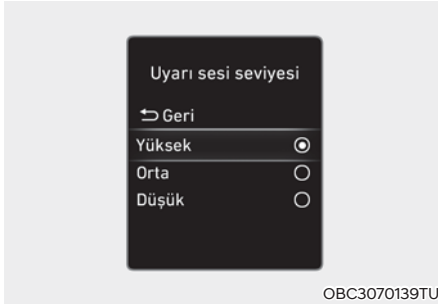 Uyarı sesi seviyesi
Geri
Yüksek
Orta
Düşük
OBC3070139TU